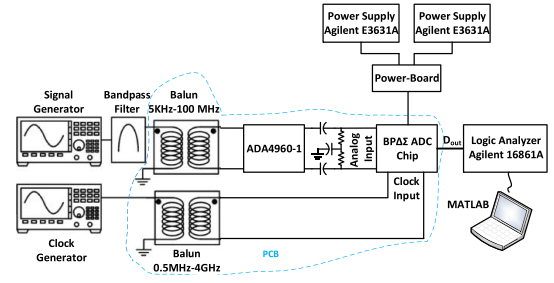 Power Supply
Agilent E3631A
Power Supply
Agilent E3631A
Power-Board
Signal
Generator
Bandpass
Filter
Balun
5KHz-100 MHz
ADA4960-1
Analog
Input
BPΔΣ ADC
Chip
Dout
Logic Analyzer
Agilent 16861A
Clock
Input
MATLAB
Clock
Generator
Balun
0.5MHz-4GHz
PCB